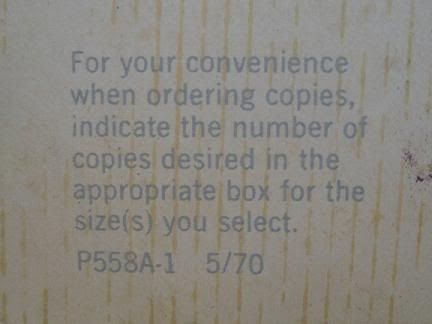 For your convenience
when ordering copies,
indicate the number of
copies desired in the
appropriate box for the
size(s) you select.
P558A-1 5/70